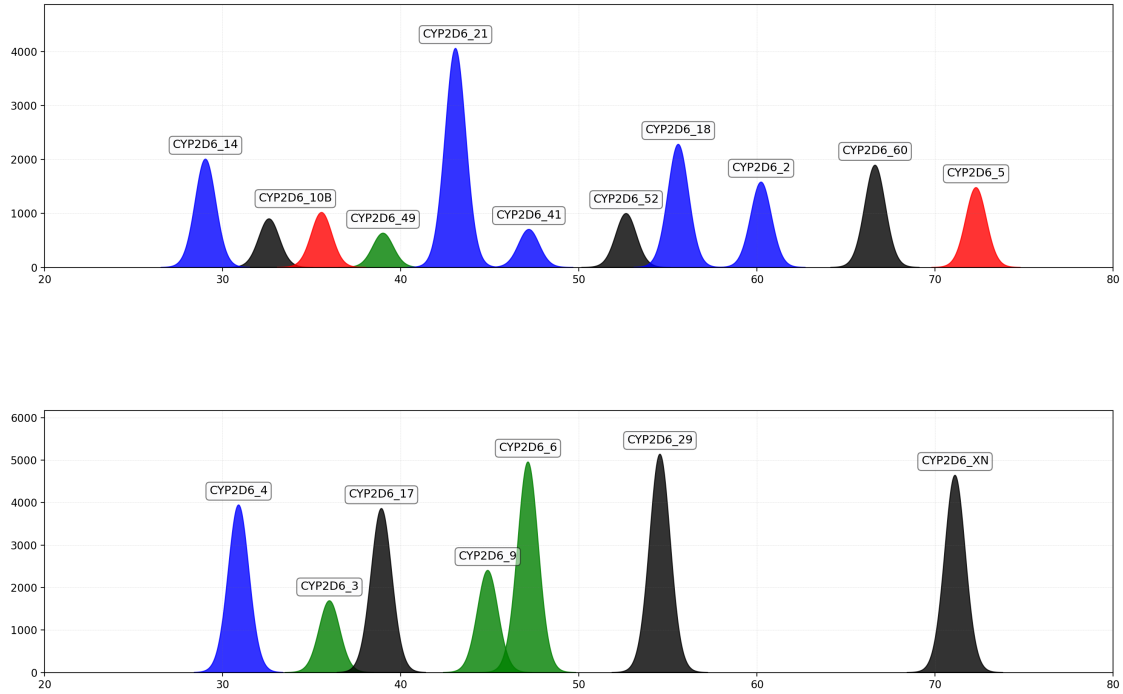 4000
3000
2000
1000
0
CYP2D6_14
CYP2D6_10B
CYP2D6_49
CYP2D6_21
CYP2D6_41
CYP2D6_52
CYP2D6_18
CYP2D6_2
CYP2D6_60
CYP2D6_5
20 30 40 50 60 70 80
6000
5000
4000
3000
2000
1000
0
CYP2D6_4
CYP2D6_3
CYP2D6_17
CYP2D6_9
CYP2D6_6
CYP2D6_29
CYP2D6_XN
20 30 40 50 60 70 80